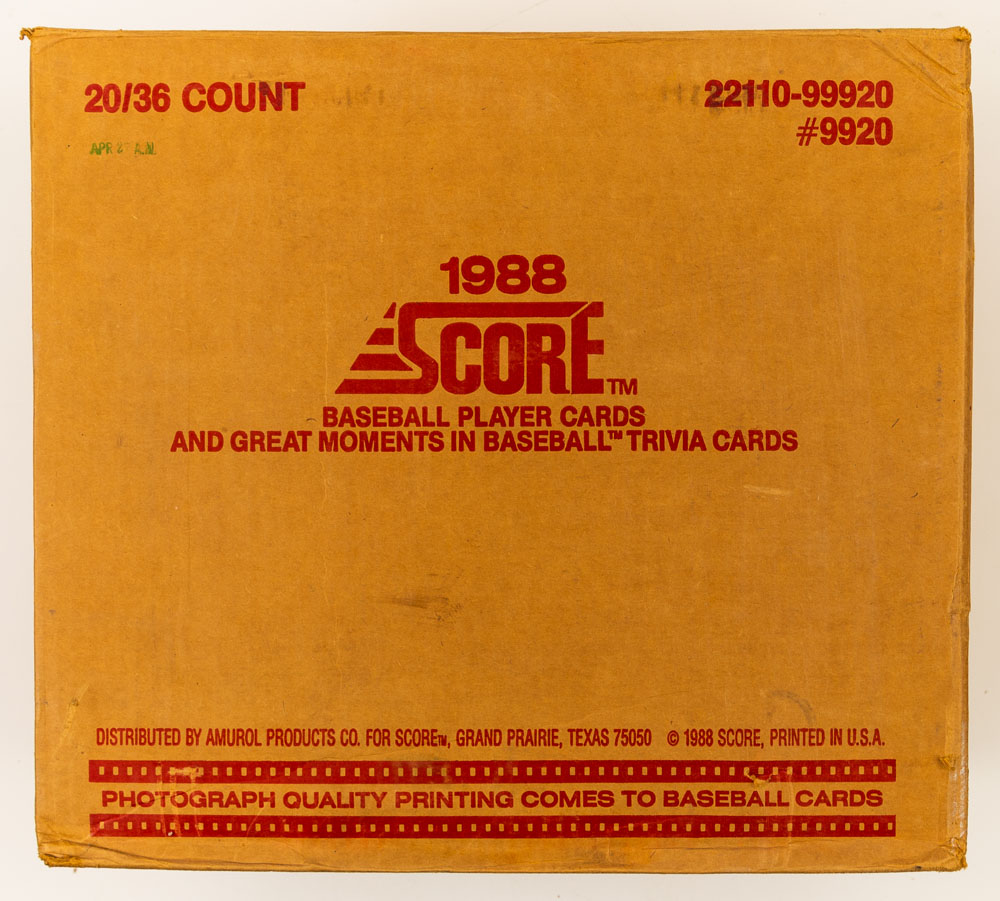 20/36 COUNT
22110-99920
#9920
APR 2 A.M.
1988
SCORE™
BASEBALL PLAYER CARDS
AND GREAT MOMENTS IN BASEBALL™ TRIVIA CARDS
DISTRIBUTED BY AMUROL PRODUCTS CO. FOR SCORE™, GRAND PRAIRIE, TEXAS 75050 © 1988 SCORE, PRINTED IN U.S.A.
PHOTOGRAPH QUALITY PRINTING COMES TO BASEBALL CARDS